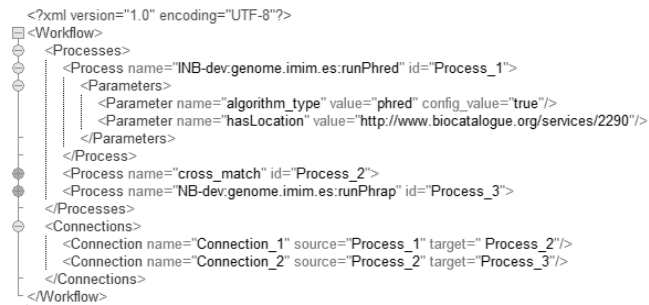 <?xml version="1.0" encoding="UTF-8"?>
<Workflow>
<Processes>
<Process name="INB-dev:genome.imim.es:runPhred" id="Process_1">
<Parameters>
<Parameter name="algorithm_type" value="phred" config_value="true"/>
<Parameter name="hasLocation" value="http://www.biocatalogue.org/services/2290"/>
</Parameters>
</Process>
<Process name="cross_match" id="Process_2">
<Process name="NB-dev:genome.imim.es:runPhrap" id="Process_3">
</Processes>
<Connections>
<Connection name="Connection_1" source="Process_1" target=" Process_2"/>
<Connection name="Connection_2" source="Process_2" target="Process_3"/>
</Connections>
</Workflow>